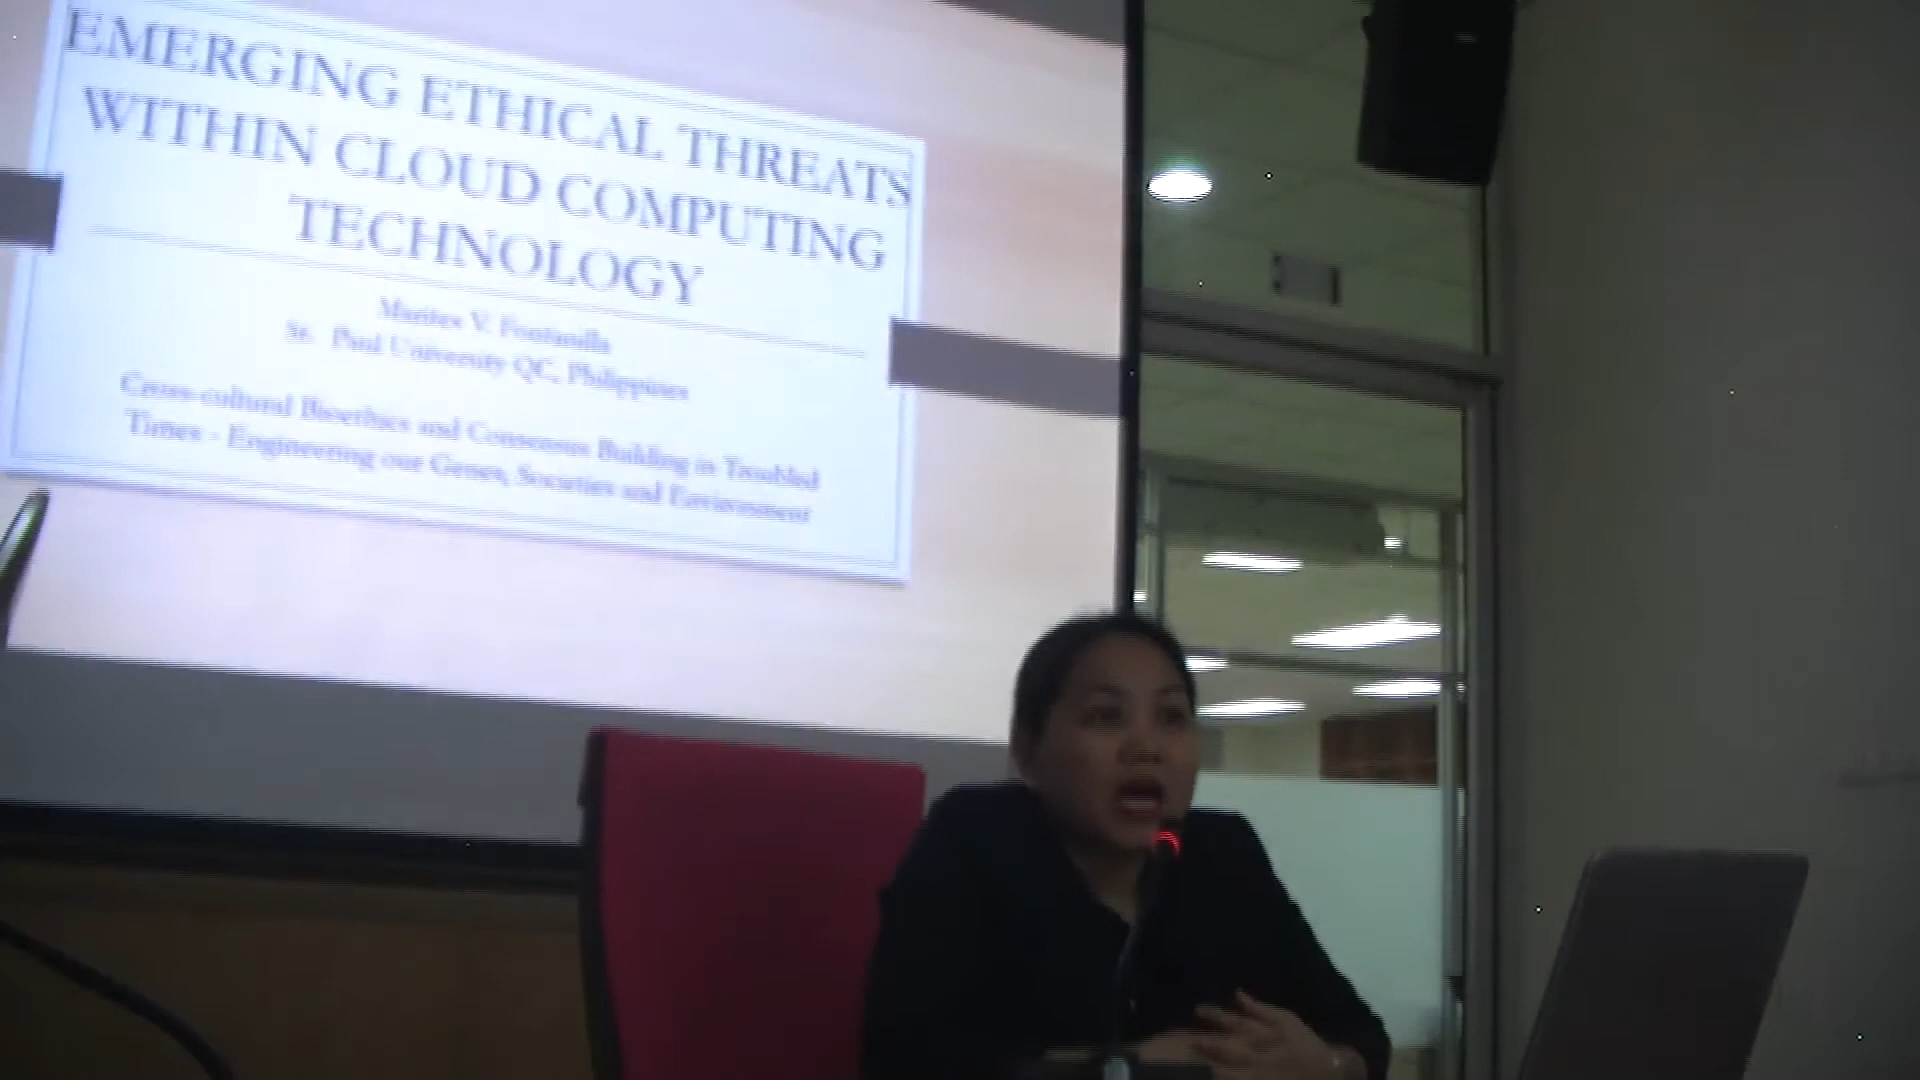 EMERGING ETHICAL THREATS
WITHIN CLOUD COMPUTING
TECHNOLOGY
Marites V. Fontanilla
St. Paul University QC, Philippines
Cross-cultural Bioethics and Consensus Building in Troubled
Times - Engineering our Genes, Societies and Environment